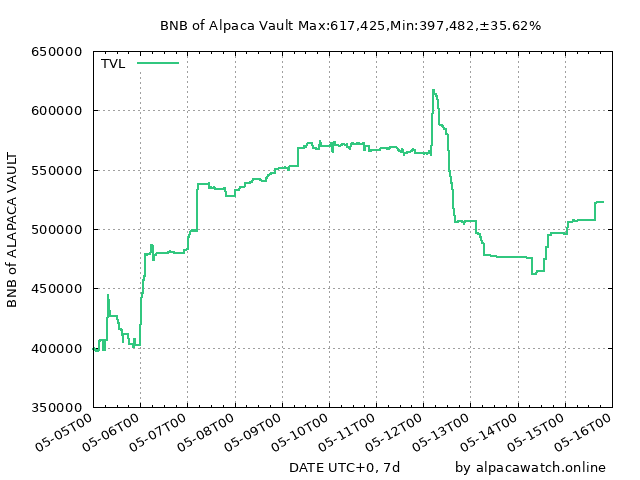 BNB of Alpaca Vault Max:617,425,Min:397,482,±35.62%
TVL
650000
600000
550000
500000
450000
400000
350000
BNB of ALAPACA VAULT
05-05T00
05-06T00
05-07T00
05-08T00
05-09T00
05-10T00
05-11T00
05-12T00
05-13T00
05-14T00
05-15T00
05-16T00
DATE UTC+0, 7d
by alpacawatch.online